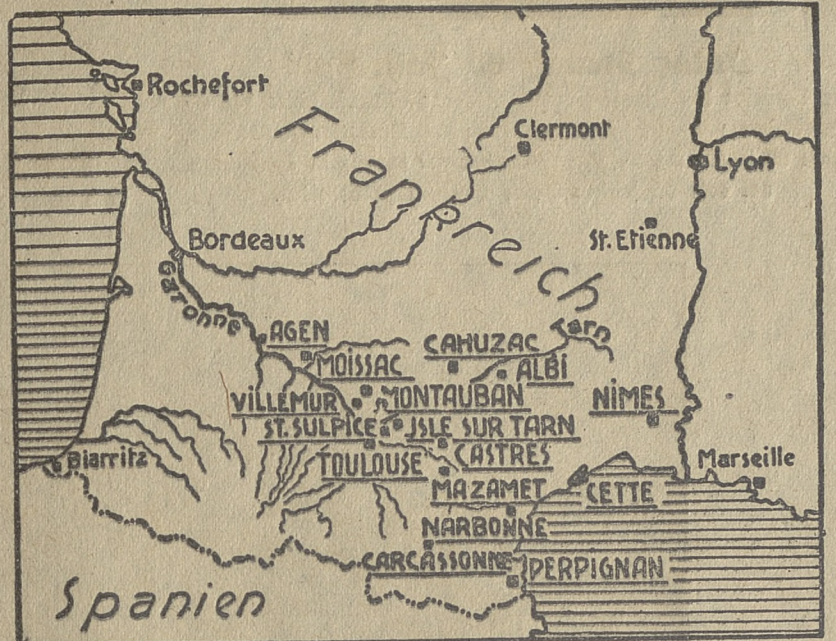 Rochefort
Frankreich
Clermont
Lyon
Bordeaux
St. Etienne
Garonne
Tarn
AGEN
CAHUZAC
MOISSAC
ALBI
VILLEMUR
MONTAUBAN
NIMES
ST. SULPICE
ISLE SUR TARN
Biarritz
TOULOUSE
CASTRES
Marseille
MAZAMET
CETTE
NARBONNE
CARCASSONNE
PERPIGNAN
Spanien